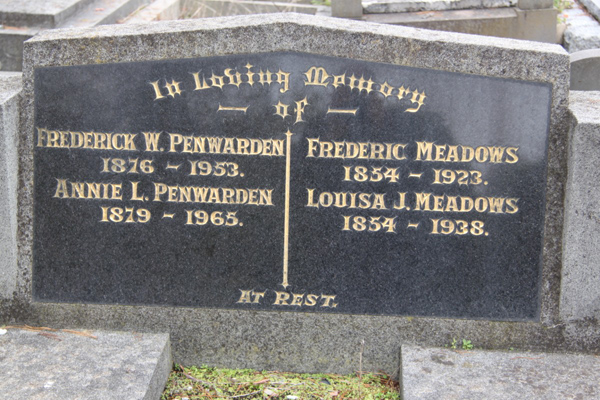 In Loving Memory
— of —
FREDERICK W. PENWARDEN
1876 - 1953.
ANNIE L. PENWARDEN
1879 - 1965.
FREDERIC MEADOWS
1854 - 1923.
LOUISA J. MEADOWS
1854 - 1938.
AT REST.